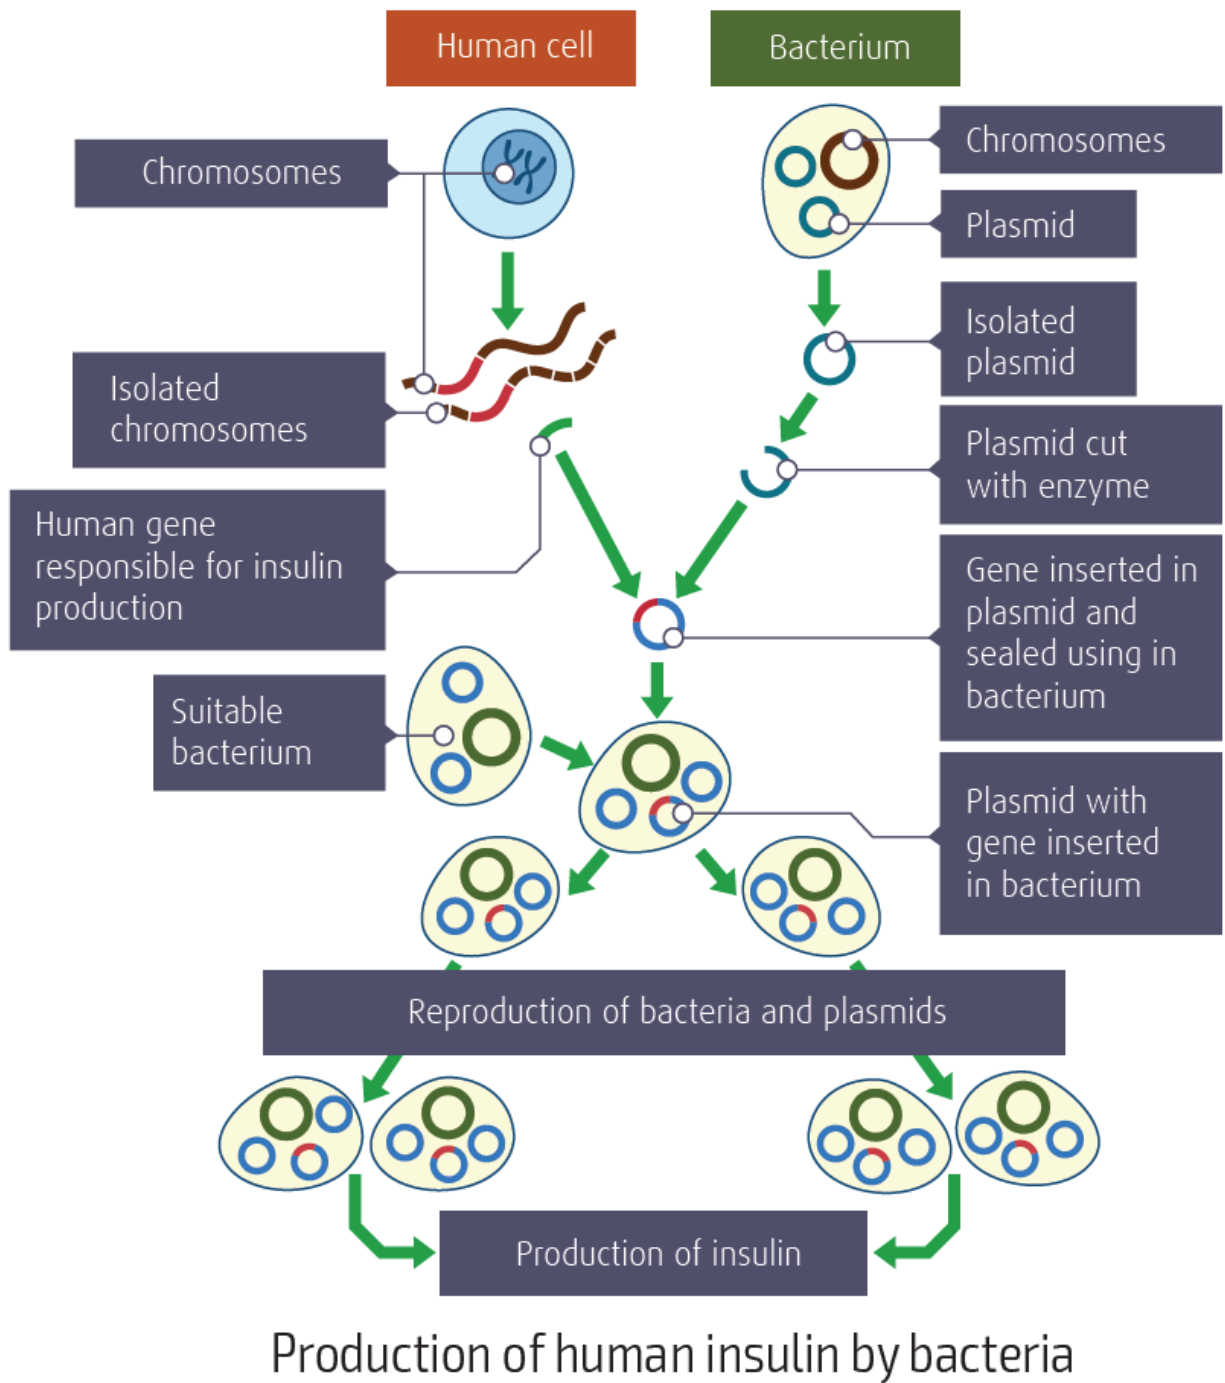 Human cell
Bacterium
Chromosomes
Chromosomes
Plasmid
Isolated
plasmid
Isolated
chromosomes
Plasmid cut
with enzyme
Human gene
responsible for insulin
production
Gene inserted in
plasmid and
sealed using in
bacterium
Suitable
bacterium
Plasmid with
gene inserted
in bacterium
Reproduction of bacteria and plasmids
Production of insulin
Production of human insulin by bacteria